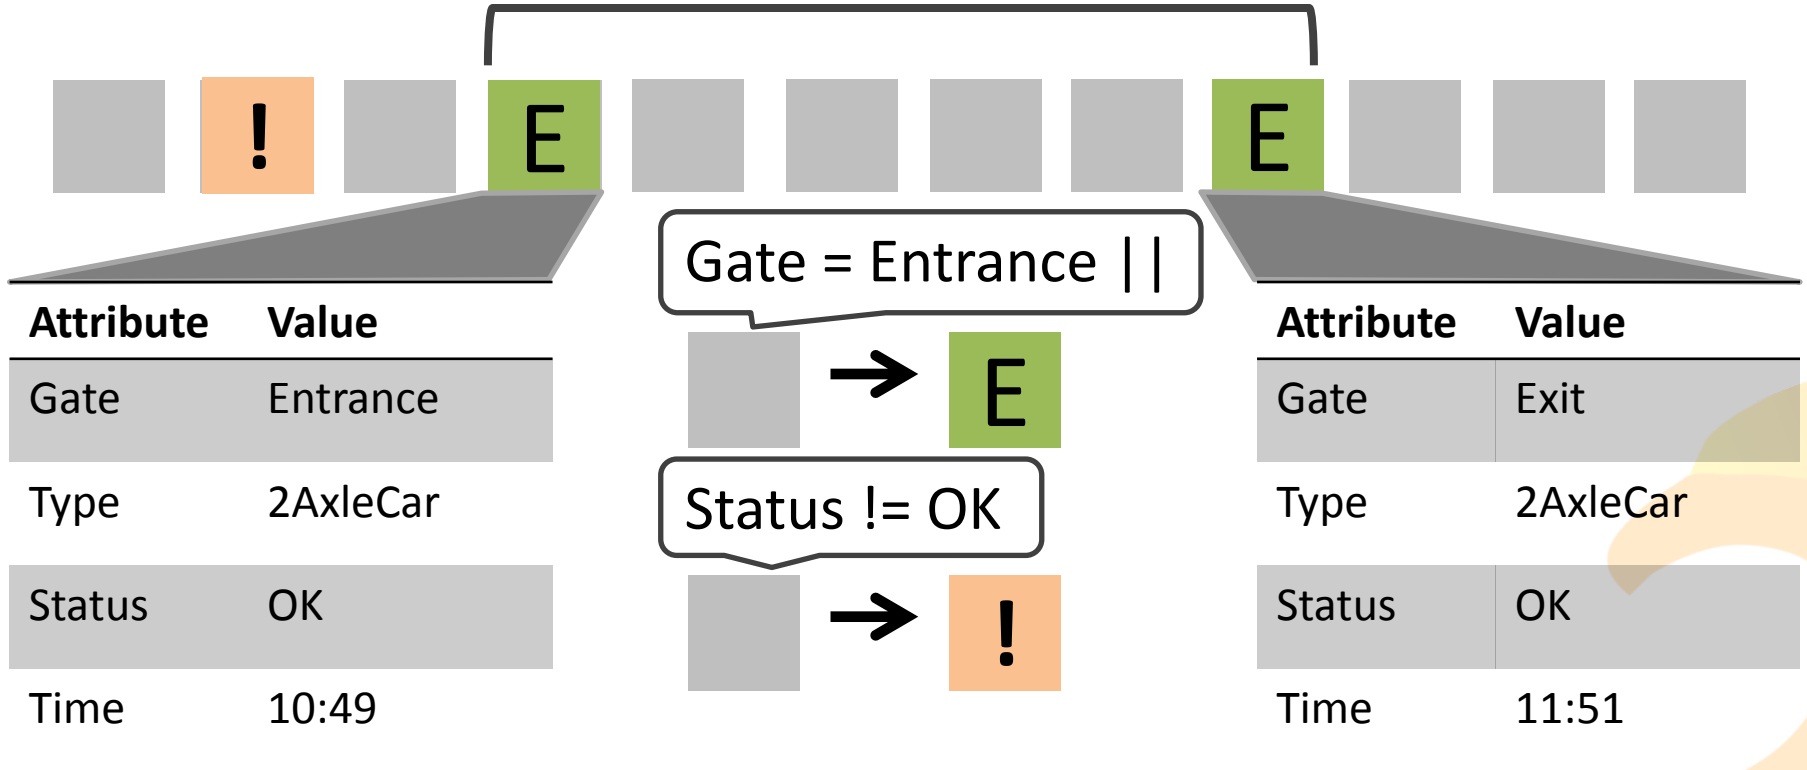 ! E E
Gate = Entrance ||
Attribute Value
Gate Entrance
Type 2AxleCar
Status OK
Time 10:49
E
Status != OK
!
Attribute Value
Gate Exit
Type 2AxleCar
Status OK
Time 11:51